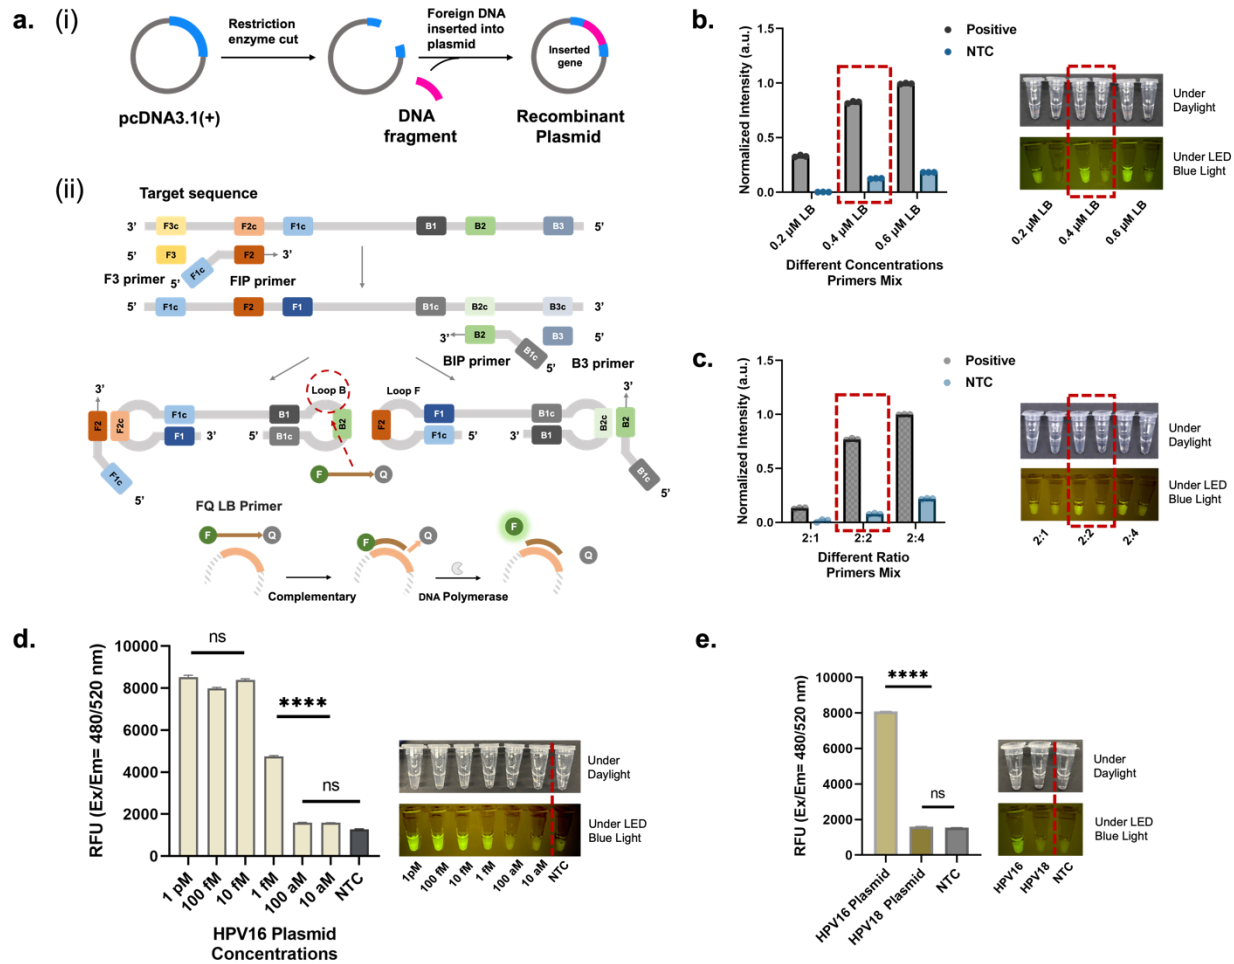 a.
(i)
Restriction
enzyme cut
Foreign DNA
inserted into
plasmid
Inserted
gene
pcDNA3.1(+)
DNA
fragment
Recombinant
Plasmid
(ii)
Target sequence
3' F3c F2c F1c B1 B2 B3 5'
F3 F1c F2 3'
F3 primer 5' FIP primer
5' F1c F2 F1 B1c B2c B3c 3'
3' B2 B1c B3 5'
BIP primer 5' B3 primer
3' Loop B Loop F 3'
F2 F2c F1c B1 B2 F2 F1 B1c B2c B2
F1 3' 5' B1c F1c 5' 3' B1
F1c 5' F Q B1c 5'
FQ LB Primer
F Q F Q F Q
Complementary
DNA Polymerase
b.
Normalized Intensity (a.u.)
1.5
1.0
0.5
0.0
Positive
NTC
0.2 µM LB
0.4 µM LB
0.6 µM LB
Different Concentrations
Primers Mix
Under
Daylight
Under LED
Blue Light
0.2 µM LB
0.4 µM LB
0.6 µM LB
c.
Normalized Intensity (a.u.)
1.5
1.0
0.5
0.0
Positive
NTC
2:1 2:2 2:4
Different Ratio
Primers Mix
Under
Daylight
Under LED
Blue Light
2:1 2:2 2:4
d.
RFU (Ex/Em= 480/520 nm)
10000
8000
6000
4000
2000
0
ns
****
ns
1 pM
100 fM
10 fM
1 fM
100 aM
10 aM
NTC
HPV16 Plasmid
Concentrations
Under
Daylight
Under LED
Blue Light
1pM
100 fM
10 fM
1 fM
100 aM
10 aM
NTC
e.
RFU (Ex/Em= 480/520 nm)
10000
8000
6000
4000
2000
0
****
ns
HPV16 Plasmid
HPV18 Plasmid
NTC
Under
Daylight
Under LED
Blue Light
HPV16
HPV18
NTC